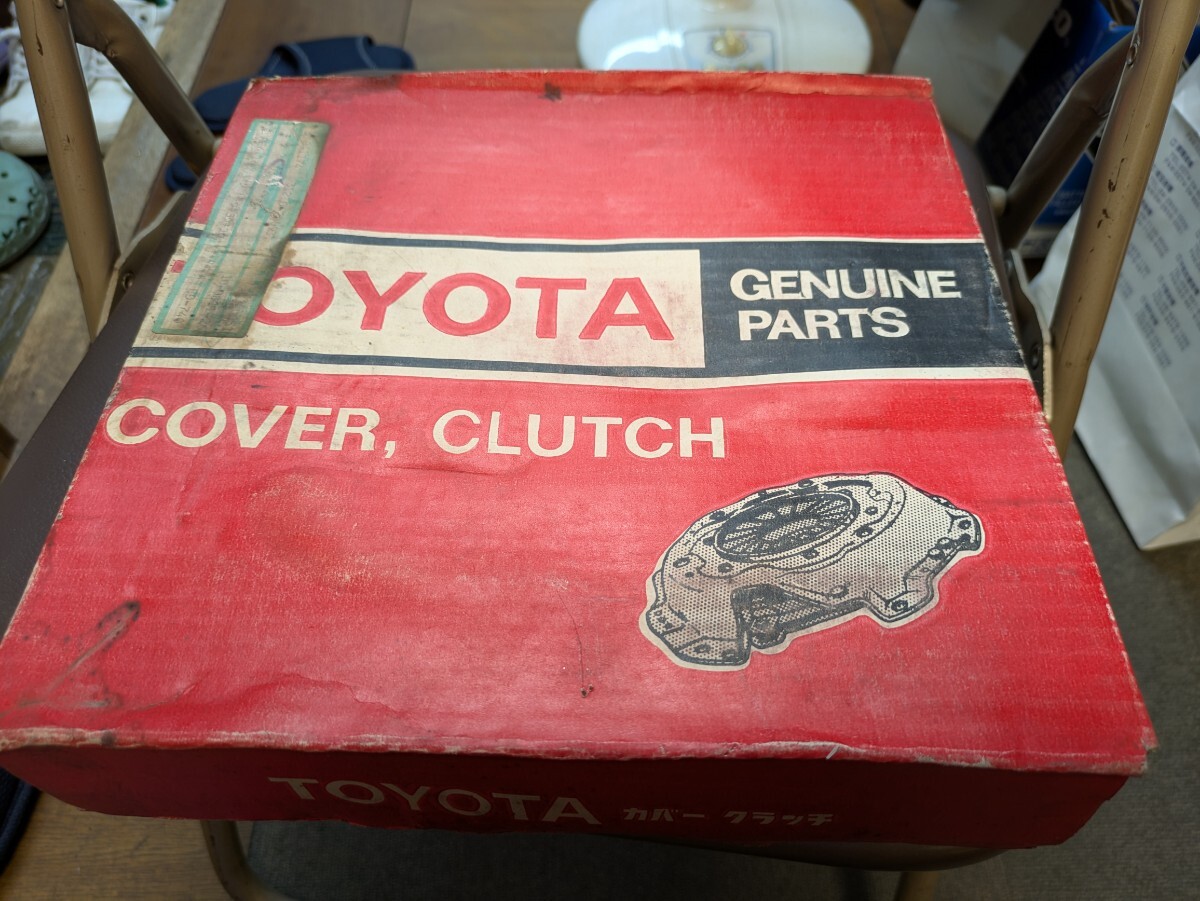 TOYOTA
GENUINE
PARTS
COVER, CLUTCH
TOYOTA カバー クラッチ